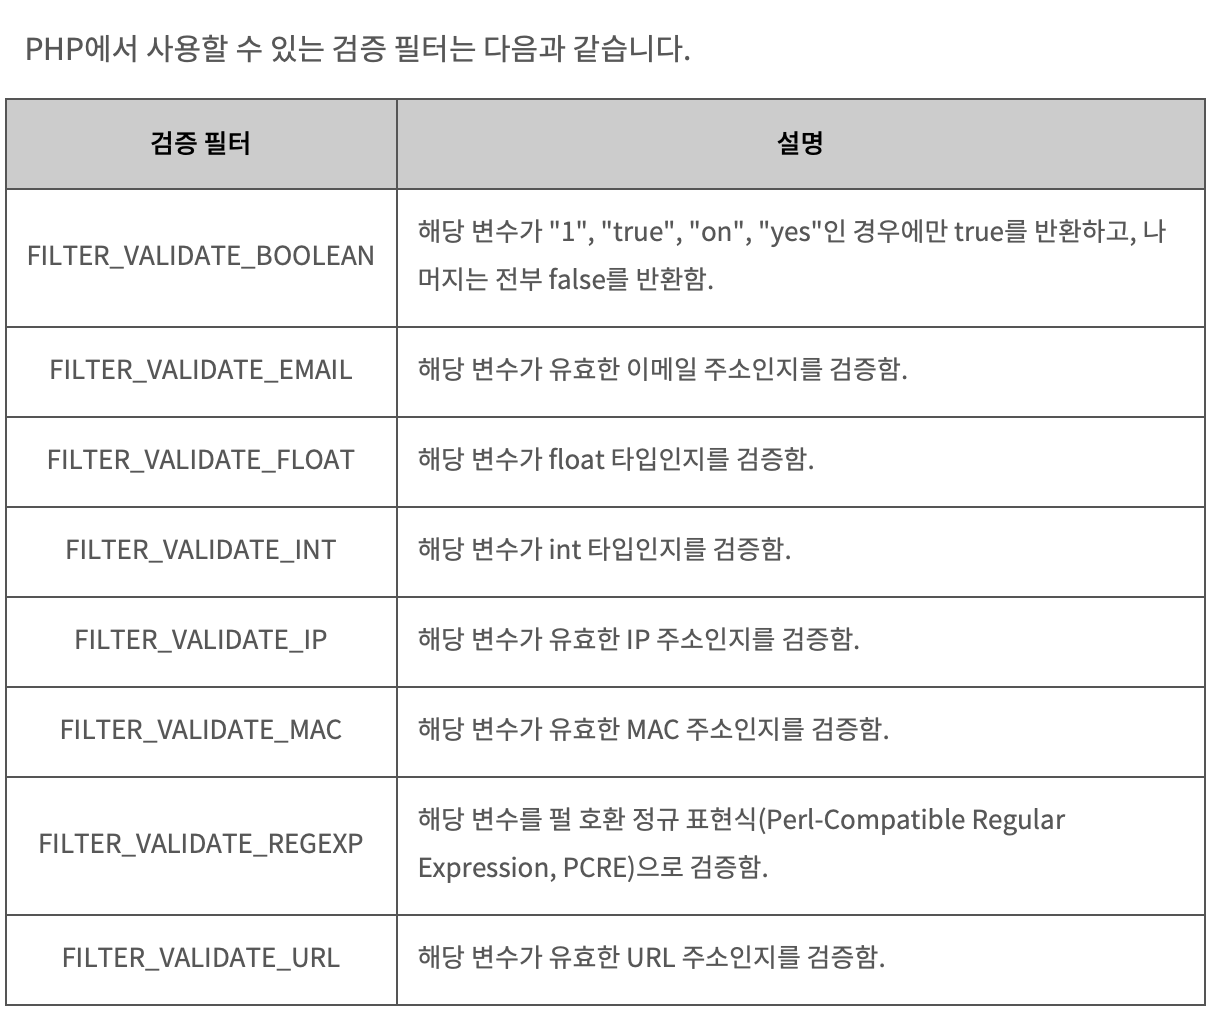 PHP에서 사용할 수 있는 검증 필터는 다음과 같습니다.
검증 필터
설명
FILTER_VALIDATE_BOOLEAN
해당 변수가 "1", "true", "on", "yes"인 경우에만 true를 반환하고, 나
머지는 전부 false를 반환함.
FILTER_VALIDATE_EMAIL
해당 변수가 유효한 이메일 주소인지를 검증함.
FILTER_VALIDATE_FLOAT
해당 변수가 float 타입인지를 검증함.
FILTER_VALIDATE_INT
해당 변수가 int 타입인지를 검증함.
FILTER_VALIDATE_IP
해당 변수가 유효한 IP 주소인지를 검증함.
FILTER_VALIDATE_MAC
해당 변수가 유효한 MAC 주소인지를 검증함.
FILTER_VALIDATE_REGEXP
해당 변수를 펄 호환 정규 표현식(Perl-Compatible Regular
Expression, PCRE)으로 검증함.
FILTER_VALIDATE_URL
해당 변수가 유효한 URL 주소인지를 검증함.